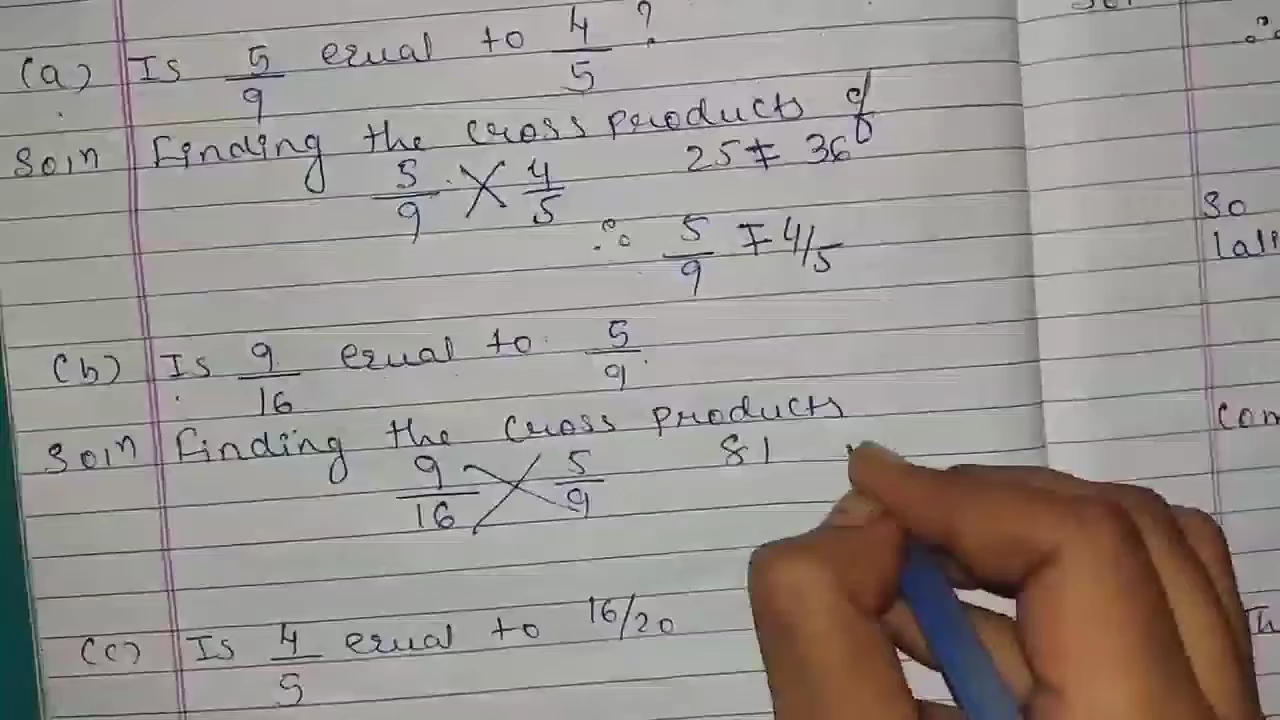 (a) Is 5/9 equal to 4/5 ?
Soln Finding the cross products of
5/9 × 4/5 25 ≠ 36
∴ 5/9 ≠ 4/5
(b) Is 9/16 equal to 5/9
Soln Finding the cross products
9/16 × 5/9 81
(c) Is 4/5 equal to 16/20
∴
So
Con